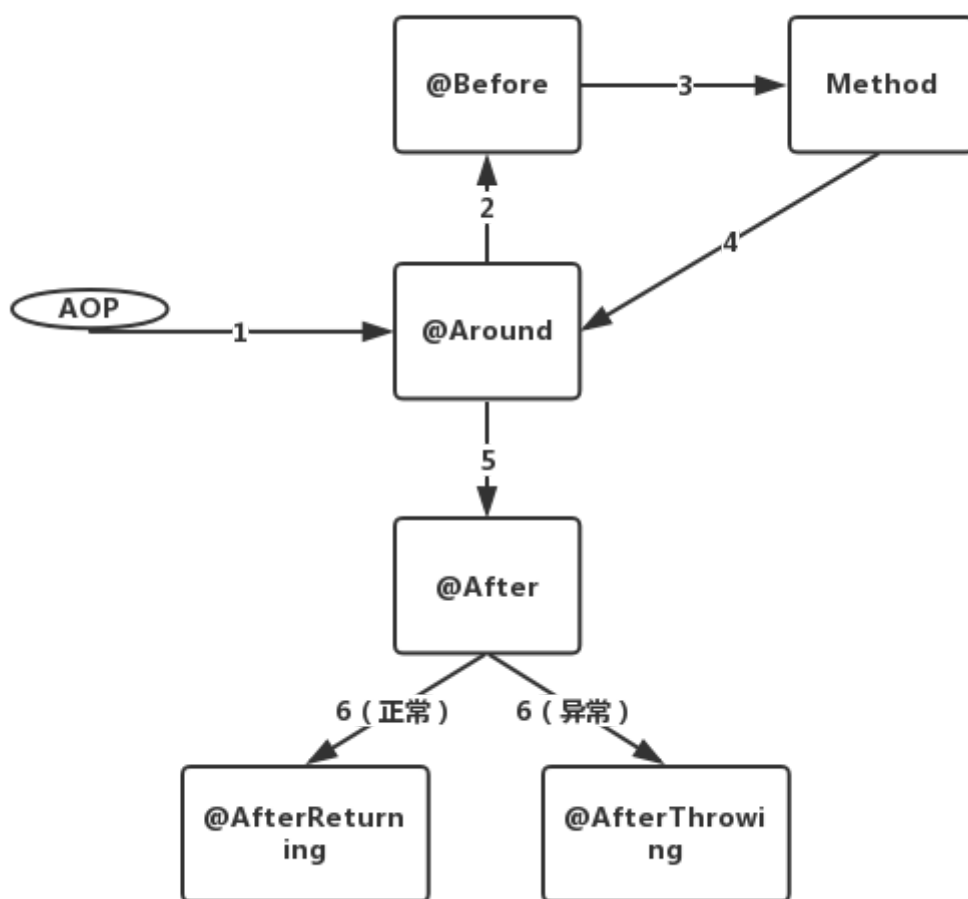 @Before
3
Method
2
4
AOP
1
@Around
5
@After
6（正常）
6（异常）
@AfterReturn
ing
@AfterThrowi
ng